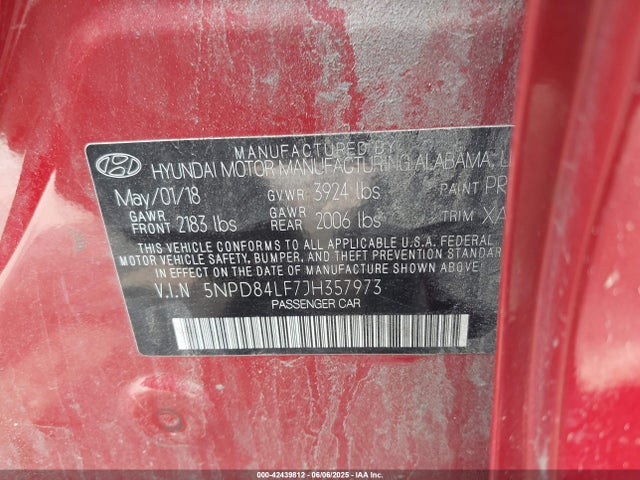 MANUFACTURED BY
HYUNDAI MOTOR MANUFACTURING ALABAMA, L
May/01/18 GVWR 3924 lbs PAINT PR
GAWR FRONT 2183 lbs GAWR REAR 2006 lbs TRIM XA
THIS VEHICLE CONFORMS TO ALL APPLICABLE U.S.A. FEDERAL
MOTOR VEHICLE SAFETY, BUMPER, AND THEFT PREVENTION STANDARD
IN EFFECT ON THE DATE OF MANUFACTURE SHOWN ABOVE.
V.I.N 5NPD84LF7JH357973
PASSENGER CAR
000-42439812 | 06/06/2025 - IAA